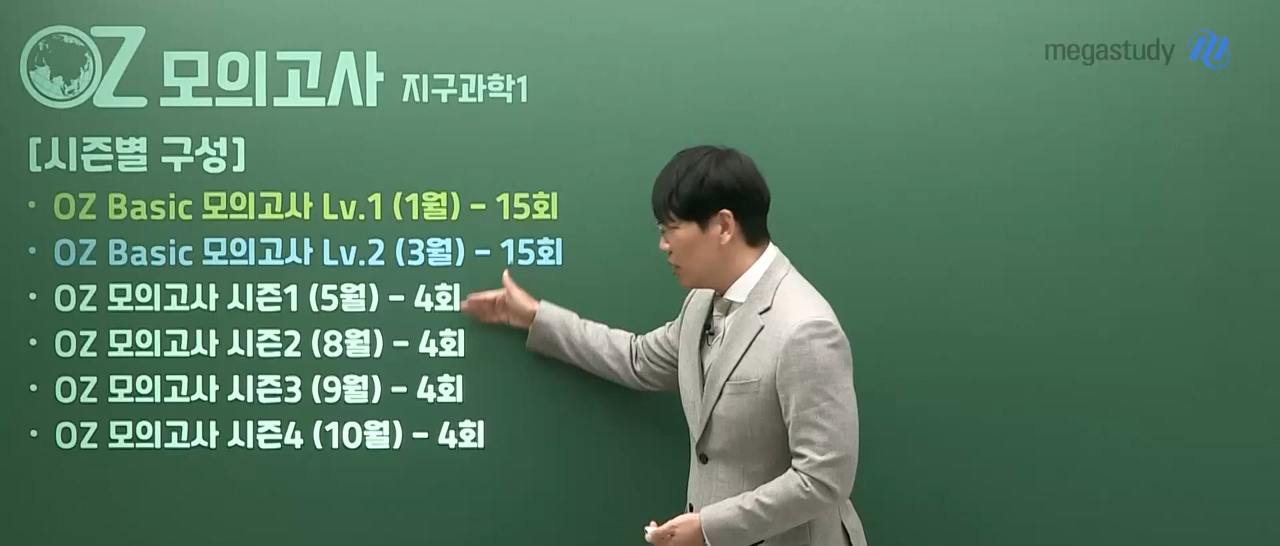 OZ 모의고사 지구과학1
megastudy
[시즌별 구성]
• OZ Basic 모의고사 Lv.1 (1월) – 15회
• OZ Basic 모의고사 Lv.2 (3월) – 15회
• OZ 모의고사 시즌1 (5월) – 4회
• OZ 모의고사 시즌2 (8월) – 4회
• OZ 모의고사 시즌3 (9월) – 4회
• OZ 모의고사 시즌4 (10월) – 4회